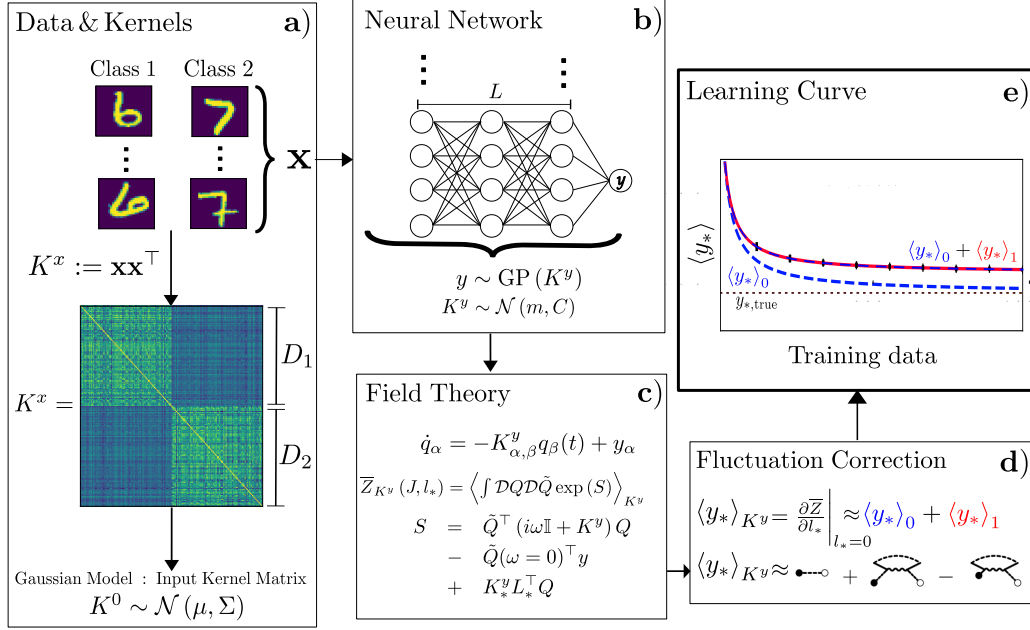 a)
Data & Kernels
Class 1 Class 2
x
K^x := xx^⊤
K^x =
D_1
D_2
Gaussian Model : Input Kernel Matrix
K^0 ∼ 𝒩 (μ, Σ)
b)
Neural Network
L
y
y ∼ GP (K^y)
K^y ∼ 𝒩 (m, C)
c)
Field Theory
q̇_α = −K^y_{α,β} q_β(t) + y_α
Z̅_{K^y} (J, l_*) = ⟨∫ 𝒟Q𝒟Q̃ exp (S)⟩_{K^y}
S = Q̃^⊤ (iω𝕀 + K^y) Q
− Q̃(ω = 0)^⊤ y
+ K^y_* L^⊤_* Q
d)
Fluctuation Correction
⟨y_*⟩_{K^y} = ∂Z̅/∂l_* |_{l_*=0} ≈ ⟨y_*⟩_0 + ⟨y_*⟩_1
⟨y_*⟩_{K^y} ≈ + −
e)
Learning Curve
⟨y_*⟩
⟨y_*⟩_0 + ⟨y_*⟩_1
⟨y_*⟩_0
y_{*,true}
Training data